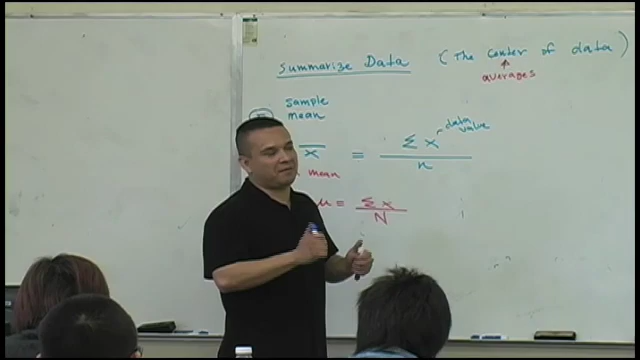 Summarize Data (The center of data)
averages
sample
mean
x̄ = Σx / n
data
value
mean
μ = Σx / N